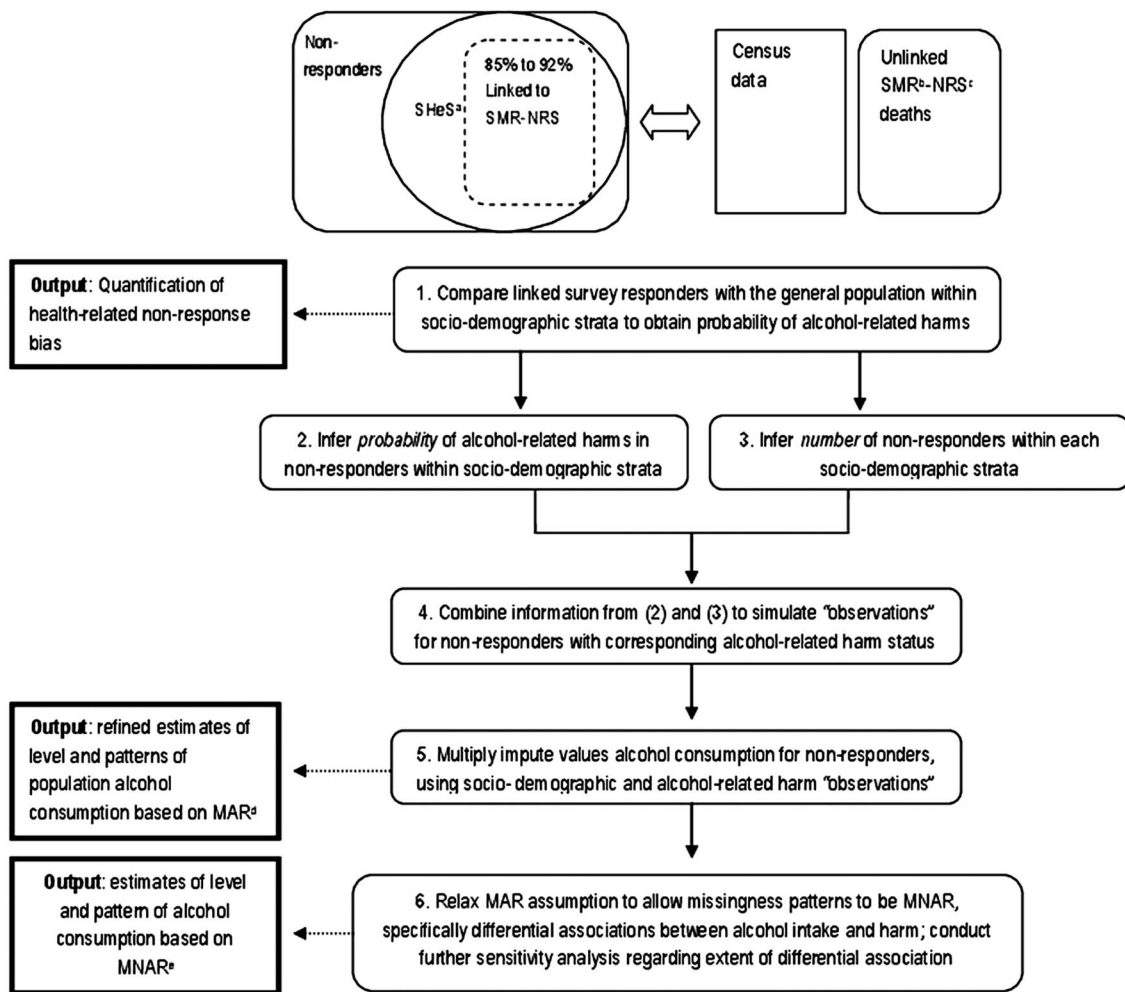 Non-
responders
SHeSᵃ
85% to 92%
Linked to
SMR-NRS
Census
data
Unlinked
SMRᵇ-NRSᶜ
deaths
Output: Quantification of
health-related non-response
bias
1. Compare linked survey responders with the general population within
socio-demographic strata to obtain probability of alcohol-related harms
2. Infer probability of alcohol-related harms in
non-responders within socio-demographic strata
3. Infer number of non-responders within each
socio-demographic strata
4. Combine information from (2) and (3) to simulate "observations"
for non-responders with corresponding alcohol-related harm status
Output: refined estimates of
level and patterns of
population alcohol
consumption based on MARᵈ
5. Multiply impute values alcohol consumption for non-responders,
using socio-demographic and alcohol-related harm "observations"
Output: estimates of level
and pattern of alcohol
consumption based on
MNARᵉ
6. Relax MAR assumption to allow missingness patterns to be MNAR,
specifically differential associations between alcohol intake and harm; conduct
further sensitivity analysis regarding extent of differential association